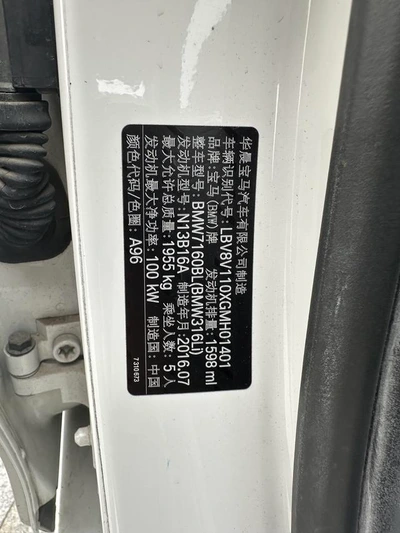 华晨宝马汽车有限公司制造
车辆识别代号: LBV8V110XGMH01401
品牌: 宝马(BMW)牌 发动机排量: 1598 ml
整车型号: BMW7160BL(BMW316Li)
最大允许总质量: 1955 kg 制造年月: 2016.07
发动机型号: N13B16A 乘坐人数: 5人
发动机最大净功率: 100 kW 制造国: 中国
颜色代码/色圈: A96
7310673